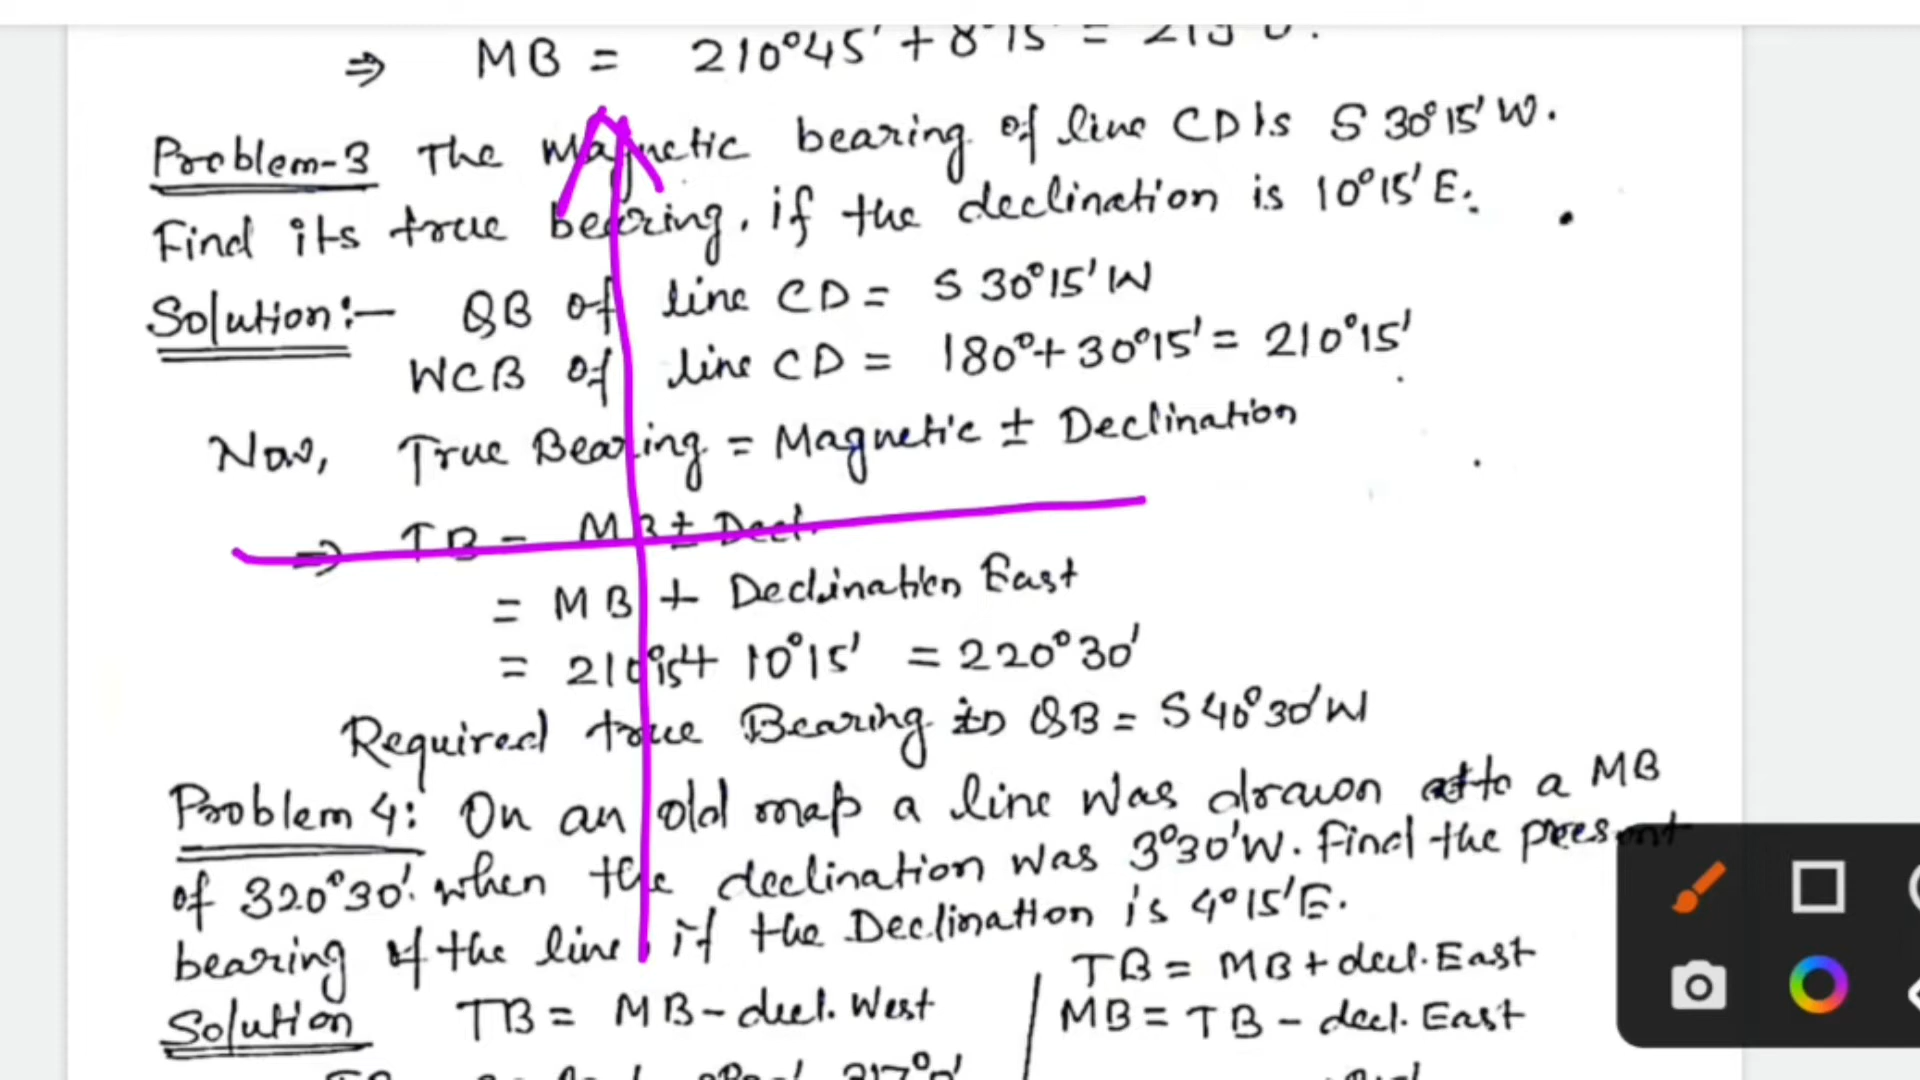 ⇒ MB = 210°45' + 8°15' = 219°0'.
Problem-3 The Magnetic bearing of line CD is S 30°15' W.
Find its true bearing, if the declination is 10°15' E.
Solution:- QB of line CD = S 30°15' W
WCB of line CD = 180° + 30°15' = 210°15'
Now, True Bearing = Magnetic ± Declination
⇒ TB = MB ± Decl.
= MB + Declination East
= 210°15' + 10°15' = 220°30'
Required true Bearing in QB = S 40°30' W
Problem 4: On an old map a line was drawn to a MB
of 320°30'. when the declination was 3°30' W. Find the present
bearing of the line, if the Declination is 4°15' E.
Solution TB = MB - decl. West
TB = MB + decl. East
MB = TB - decl. East